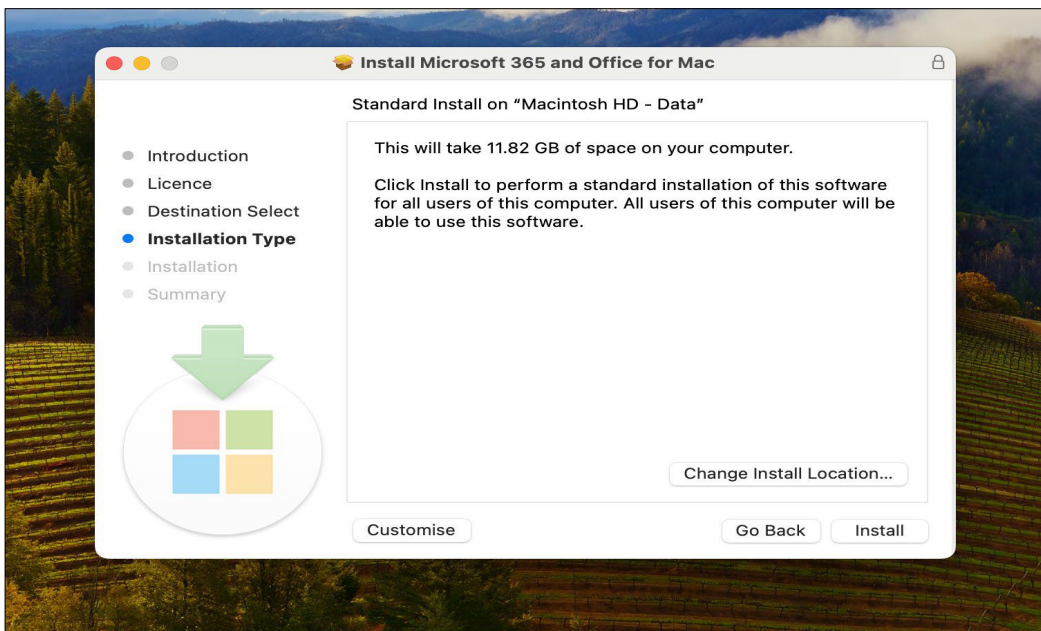 Install Microsoft 365 and Office for Mac
Standard Install on “Macintosh HD – Data”
Introduction
Licence
Destination Select
Installation Type
Installation
Summary
This will take 11.82 GB of space on your computer.
Click Install to perform a standard installation of this software
for all users of this computer. All users of this computer will be
able to use this software.
Change Install Location...
Customise
Go Back
Install